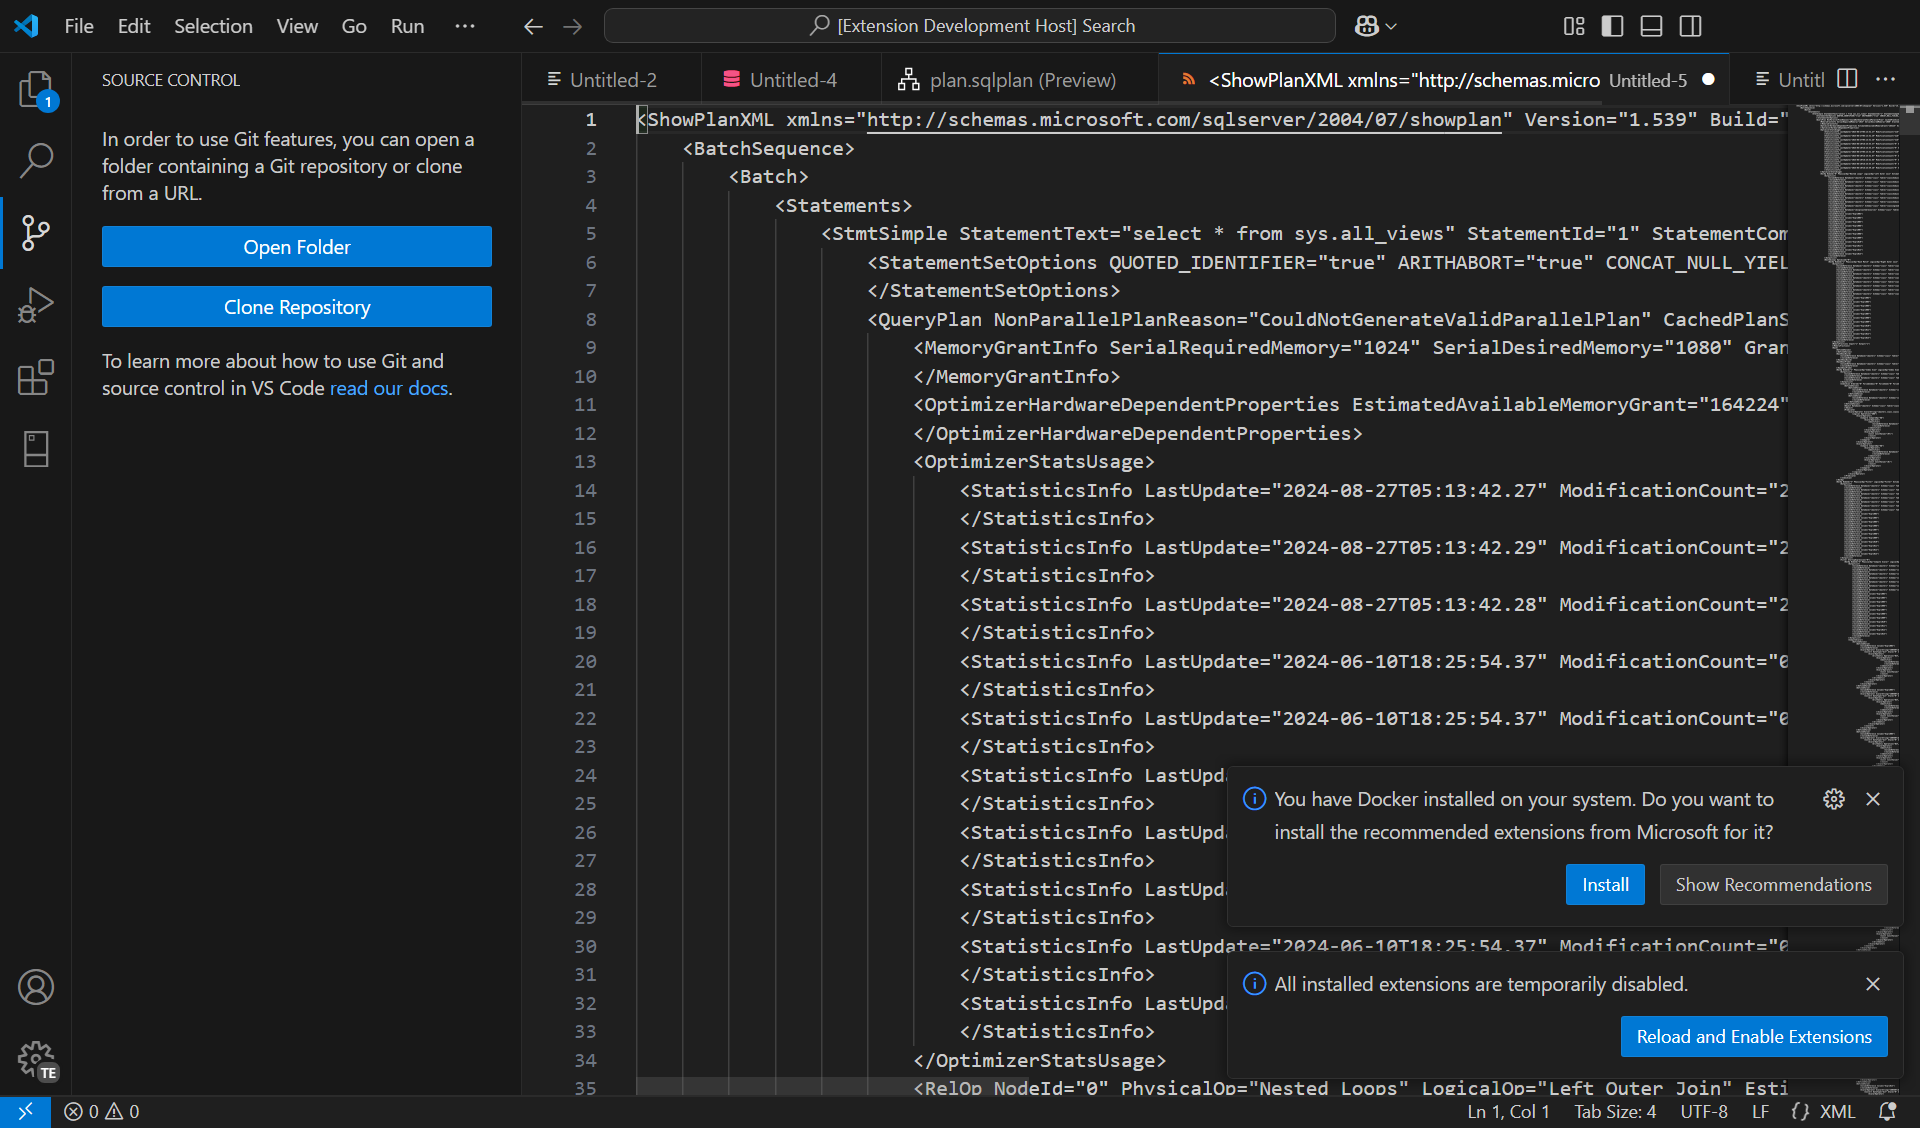 File Edit Selection View Go Run ···
[Extension Development Host] Search
SOURCE CONTROL
1
In order to use Git features, you can open a
folder containing a Git repository or clone
from a URL.
Open Folder
Clone Repository
To learn more about how to use Git and
source control in VS Code read our docs.
TE
Untitled-2
Untitled-4
plan.sqlplan (Preview)
<ShowPlanXML xmlns="http://schemas.micro Untitled-5
Untitl
1 <ShowPlanXML xmlns="http://schemas.microsoft.com/sqlserver/2004/07/showplan" Version="1.539" Build="
2 <BatchSequence>
3 <Batch>
4 <Statements>
5 <StmtSimple StatementText="select * from sys.all_views" StatementId="1" StatementCom
6 <StatementSetOptions QUOTED_IDENTIFIER="true" ARITHABORT="true" CONCAT_NULL_YIEL
7 </StatementSetOptions>
8 <QueryPlan NonParallelPlanReason="CouldNotGenerateValidParallelPlan" CachedPlanS
9 <MemoryGrantInfo SerialRequiredMemory="1024" SerialDesiredMemory="1080" Gran
10 </MemoryGrantInfo>
11 <OptimizerHardwareDependentProperties EstimatedAvailableMemoryGrant="164224"
12 </OptimizerHardwareDependentProperties>
13 <OptimizerStatsUsage>
14 <StatisticsInfo LastUpdate="2024-08-27T05:13:42.27" ModificationCount="2
15 </StatisticsInfo>
16 <StatisticsInfo LastUpdate="2024-08-27T05:13:42.29" ModificationCount="2
17 </StatisticsInfo>
18 <StatisticsInfo LastUpdate="2024-08-27T05:13:42.28" ModificationCount="2
19 </StatisticsInfo>
20 <StatisticsInfo LastUpdate="2024-06-10T18:25:54.37" ModificationCount="0
21 </StatisticsInfo>
22 <StatisticsInfo LastUpdate="2024-06-10T18:25:54.37" ModificationCount="0
23 </StatisticsInfo>
24 <StatisticsInfo LastUpda
25 </StatisticsInfo>
26 <StatisticsInfo LastUpda
27 </StatisticsInfo>
28 <StatisticsInfo LastUpda
29 </StatisticsInfo>
30 <StatisticsInfo LastUpdate="2024-06-10T18:25:54.37" ModificationCount="0
31 </StatisticsInfo>
32 <StatisticsInfo LastUpda
33 </StatisticsInfo>
34 </OptimizerStatsUsage>
35 <RelOp NodeId="0" PhysicalOp="Nested Loops" LogicalOp="Left Outer Join" Esti
You have Docker installed on your system. Do you want to
install the recommended extensions from Microsoft for it?
Install
Show Recommendations
All installed extensions are temporarily disabled.
Reload and Enable Extensions
0 0
Ln 1, Col 1 Tab Size: 4 UTF-8 LF {} XML